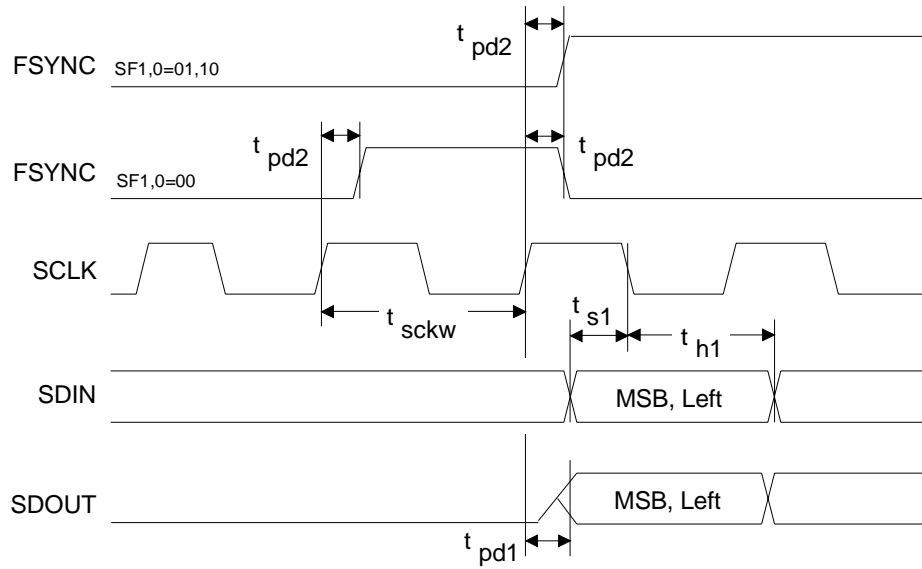 t pd2
FSYNC SF1,0=01,10
t pd2 t pd2
FSYNC SF1,0=00
SCLK
t sckw t s1 t h1
SDIN MSB, Left
SDOUT MSB, Left
t pd1